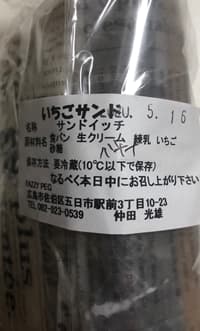 いちごサンド U. 5.16
名称 サンドイッチ
原材料名 食パン 生クリーム 練乳 いちご
砂糖
保存方法 要冷蔵(10℃以下で保存)
なるべく本日中にお召し上がり下さい
EAZZY PEG
広島市佐伯区五日市駅前3丁目10-23
TEL 082-923-0539 仲田 光雄